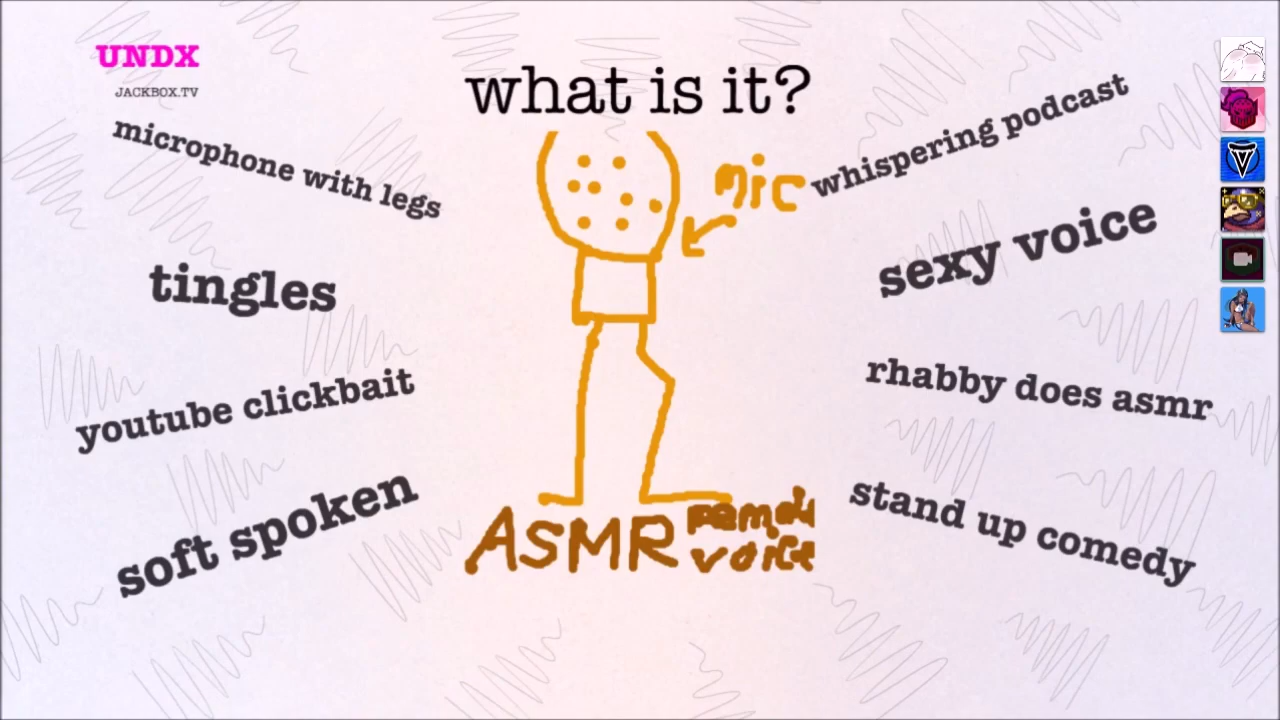 UNDX
JACKBOX.TV
what is it?
microphone with legs
tingles
youtube clickbait
soft spoken
mic
whispering podcast
sexy voice
rhabby does asmr
stand up comedy
ASMR
voice